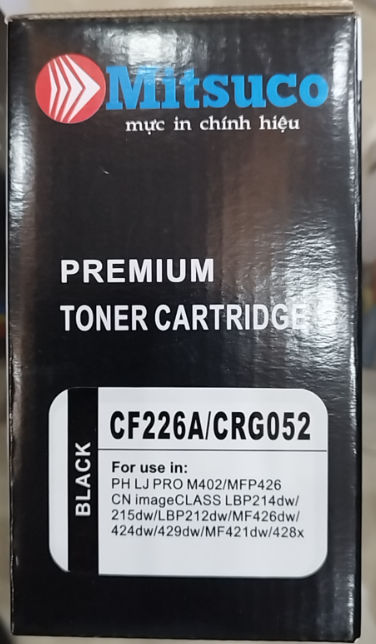 Mitsuco
mực in chính hiệu
PREMIUM
TONER CARTRIDGE
BLACK
CF226A/CRG052
For use in:
PH LJ PRO M402/MFP426
CN imageCLASS LBP214dw/
215dw/LBP212dw/MF426dw/
424dw/429dw/MF421dw/428x